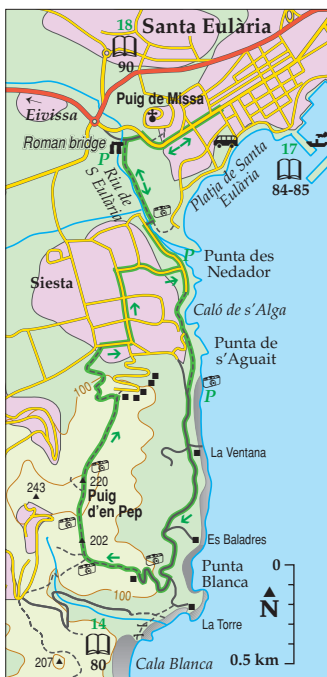 18
Santa Eulària
90
Puig de Missa
Eivissa
Roman bridge
P
Riu de
S Eulària
Platja de Santa
Eulària
17
84-85
P
Punta des
Nedador
Siesta
Caló de s'Alga
Punta de
s'Aguait
100
P
La Ventana
220
243
Puig
d'en Pep
202
Es Baladres
100
Punta
Blanca
0
N
La Torre
14
80
207
Cala Blanca
0.5 km